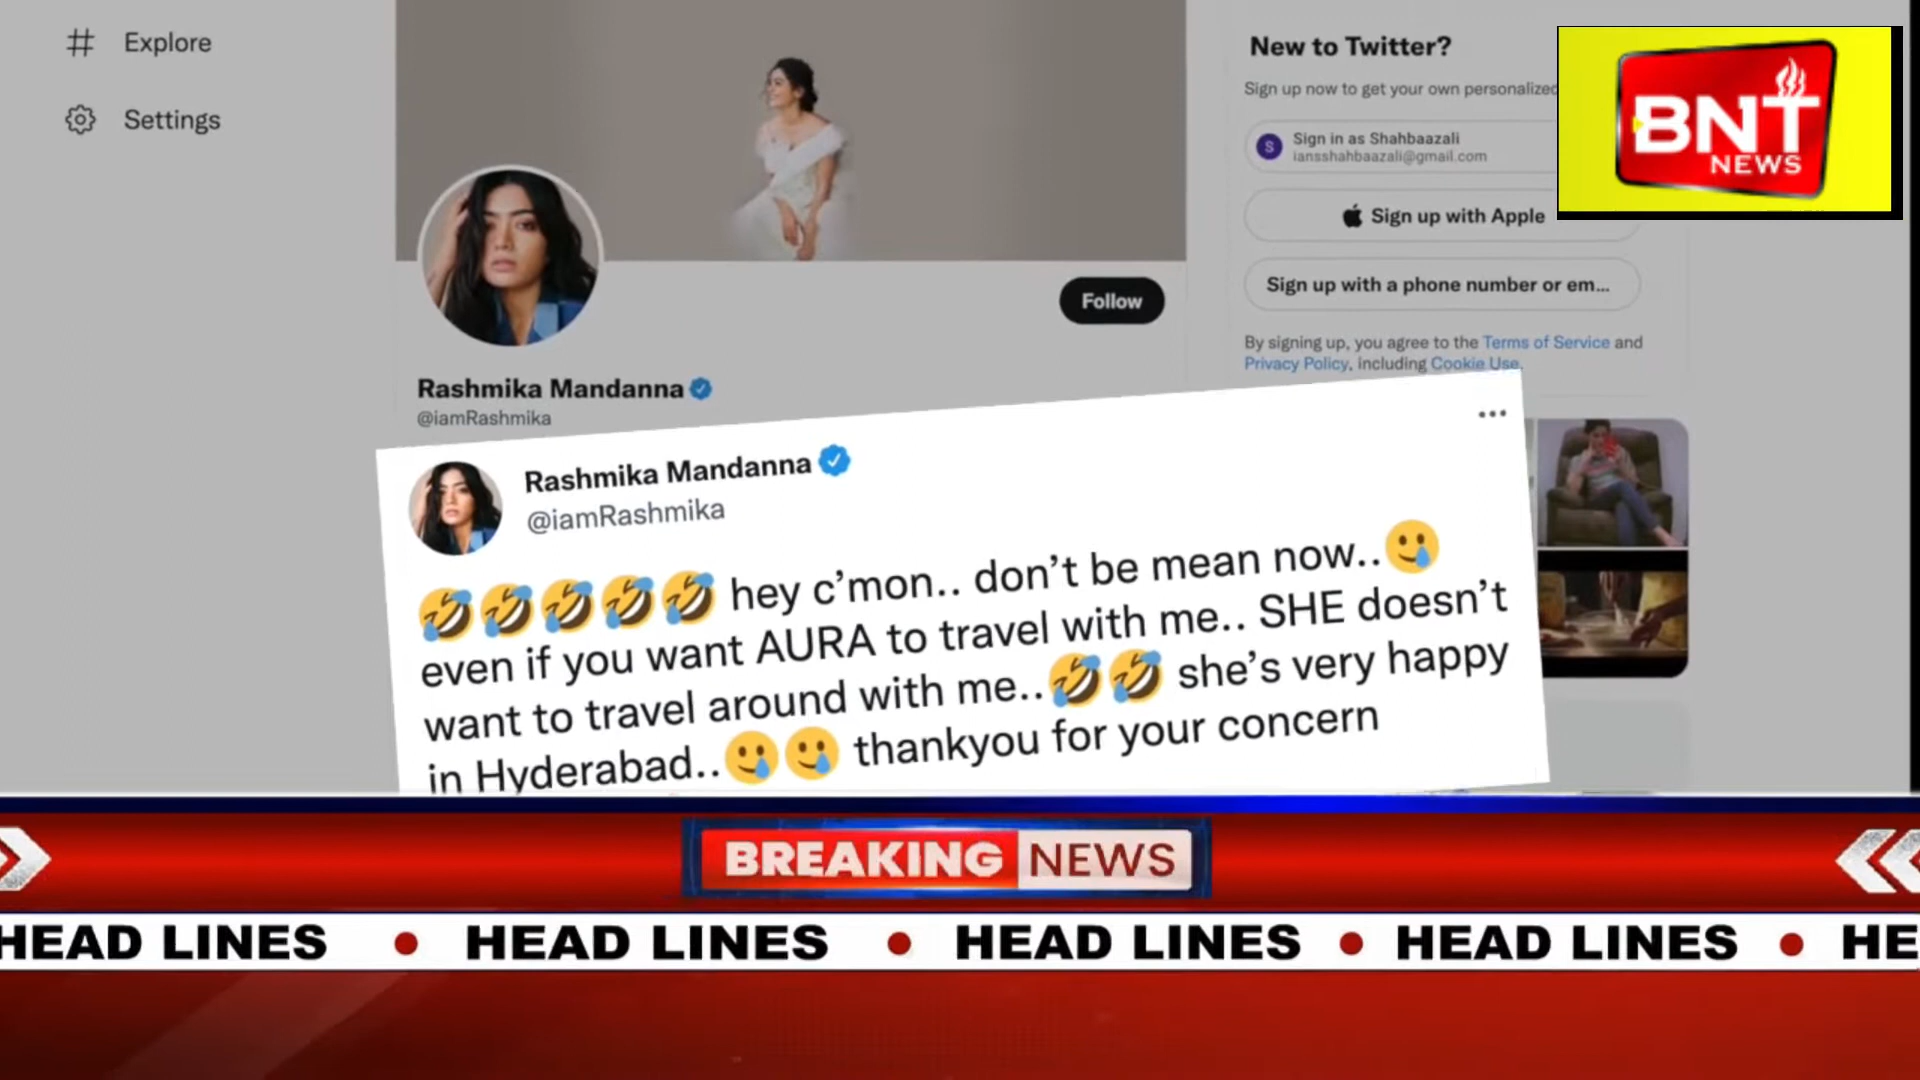 Explore
Settings
New to Twitter?
Sign up now to get your own personalized
S
Sign in as Shahbaazali
iansshahbaazali@gmail.com
Sign up with Apple
Sign up with a phone number or em...
By signing up, you agree to the Terms of Service and
Privacy Policy, including Cookie Use.
BNT
NEWS
Follow
Rashmika Mandanna
@iamRashmika
Rashmika Mandanna
@iamRashmika
🤣🤣🤣🤣🤣 hey c’mon.. don’t be mean now..🥲
even if you want AURA to travel with me.. SHE doesn’t
want to travel around with me..🤣🤣 she’s very happy
in Hyderabad..🥲🥲 thankyou for your concern
BREAKING NEWS
HEAD LINES • HEAD LINES • HEAD LINES • HEAD LINES • HE